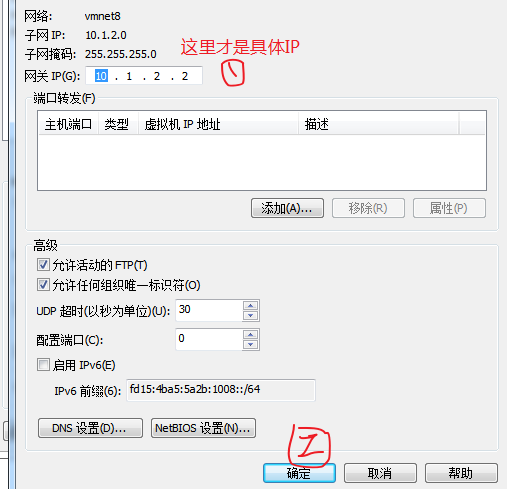 网络: vmnet8
子网 IP: 10.1.2.0
子网掩码: 255.255.255.0
这里才是具体IP
网关 IP(G): 10 . 1 . 2 . 2
1
端口转发(F)
主机端口 类型 虚拟机 IP 地址 描述
添加(A)... 移除(R) 属性(P)
高级
允许活动的 FTP(T)
允许任何组织唯一标识符(O)
UDP 超时(以秒为单位)(U): 30
配置端口(C): 0
启用 IPv6(E)
IPv6 前缀(6): fd15:4ba5:5a2b:1008::/64
DNS 设置(D)... NetBIOS 设置(N)...
2
确定 取消 帮助